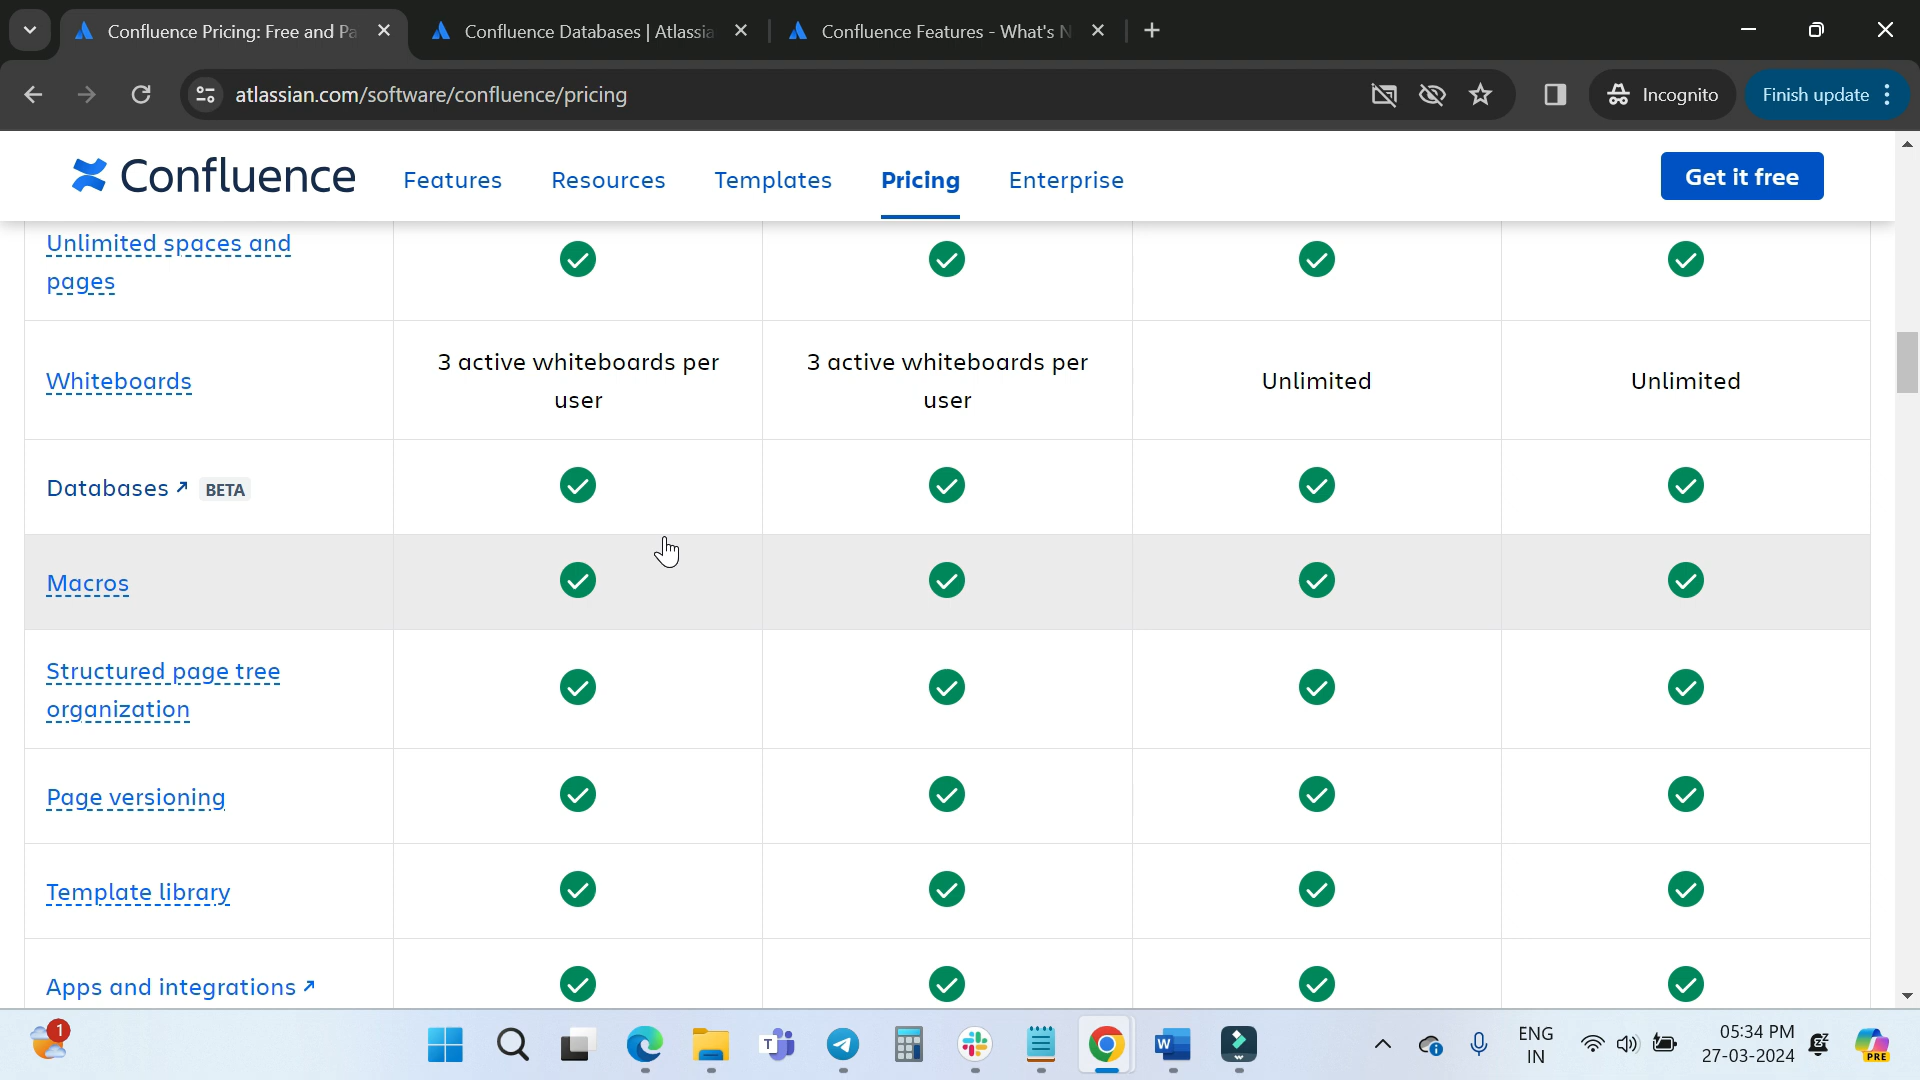 Confluence Pricing: Free and Pa
Confluence Databases | Atlassia
Confluence Features - What's N
atlassian.com/software/confluence/pricing
Incognito
Finish update
Confluence
Features
Resources
Templates
Pricing
Enterprise
Get it free
Unlimited spaces and
pages
Whiteboards
3 active whiteboards per
user
3 active whiteboards per
user
Unlimited
Unlimited
Databases
BETA
Macros
Structured page tree
organization
Page versioning
Template library
Apps and integrations
1
T
W
ENG
IN
05:34 PM
27-03-2024
PRE